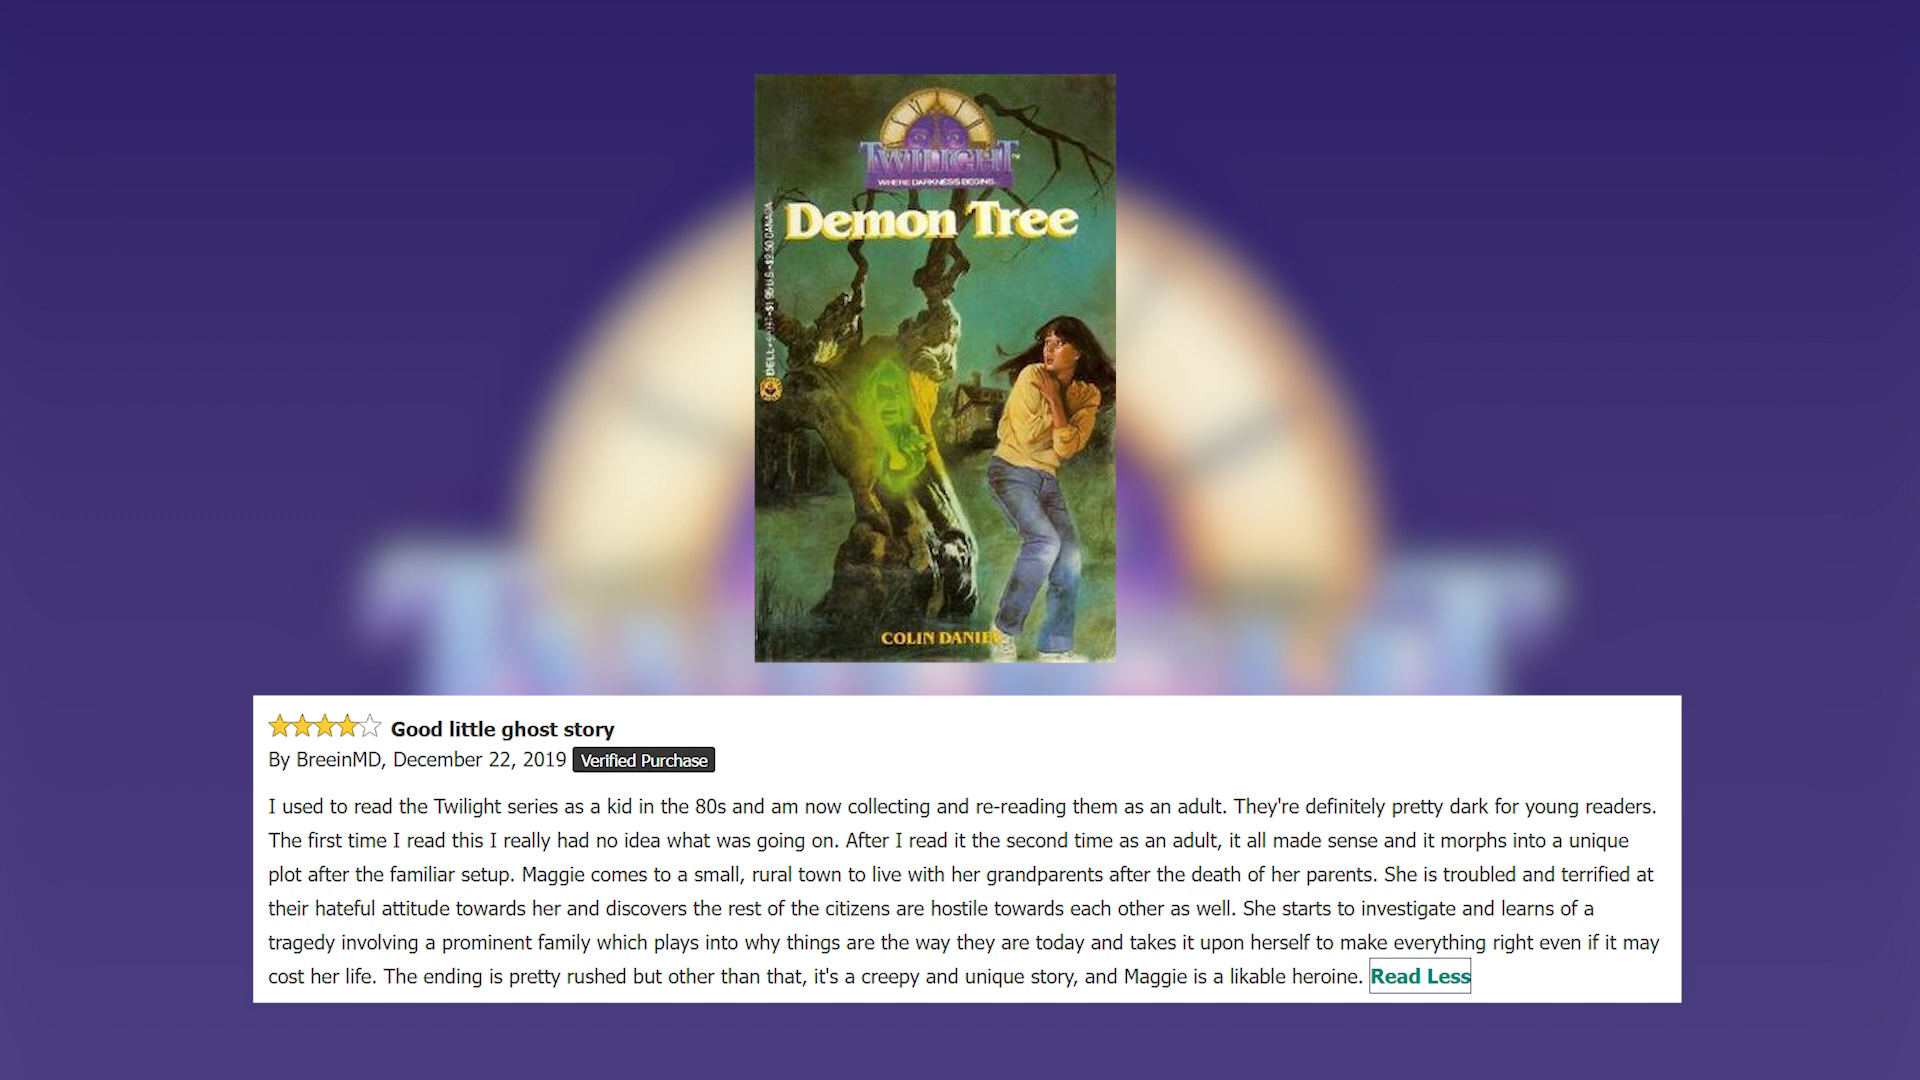 TWILIGHT
WHERE DARKNESS BEGINS
Demon Tree
COLIN
Good little ghost story
By BreeinMD, December 22, 2019 Verified Purchase
I used to read the Twilight series as a kid in the 80s and am now collecting and re-reading them as an adult. They're definitely pretty dark for young readers.
The first time I read this I really had no idea what was going on. After I read it the second time as an adult, it all made sense and it morphs into a unique
plot after the familiar setup. Maggie comes to a small, rural town to live with her grandparents after the death of her parents. She is troubled and terrified at
their hateful attitude towards her and discovers the rest of the citizens are hostile towards each other as well. She starts to investigate and learns of a
tragedy involving a prominent family which plays into why things are the way they are today and takes it upon herself to make everything right even if it may
cost her life. The ending is pretty rushed but other than that, it's a creepy and unique story, and Maggie is a likable heroine. Read Less